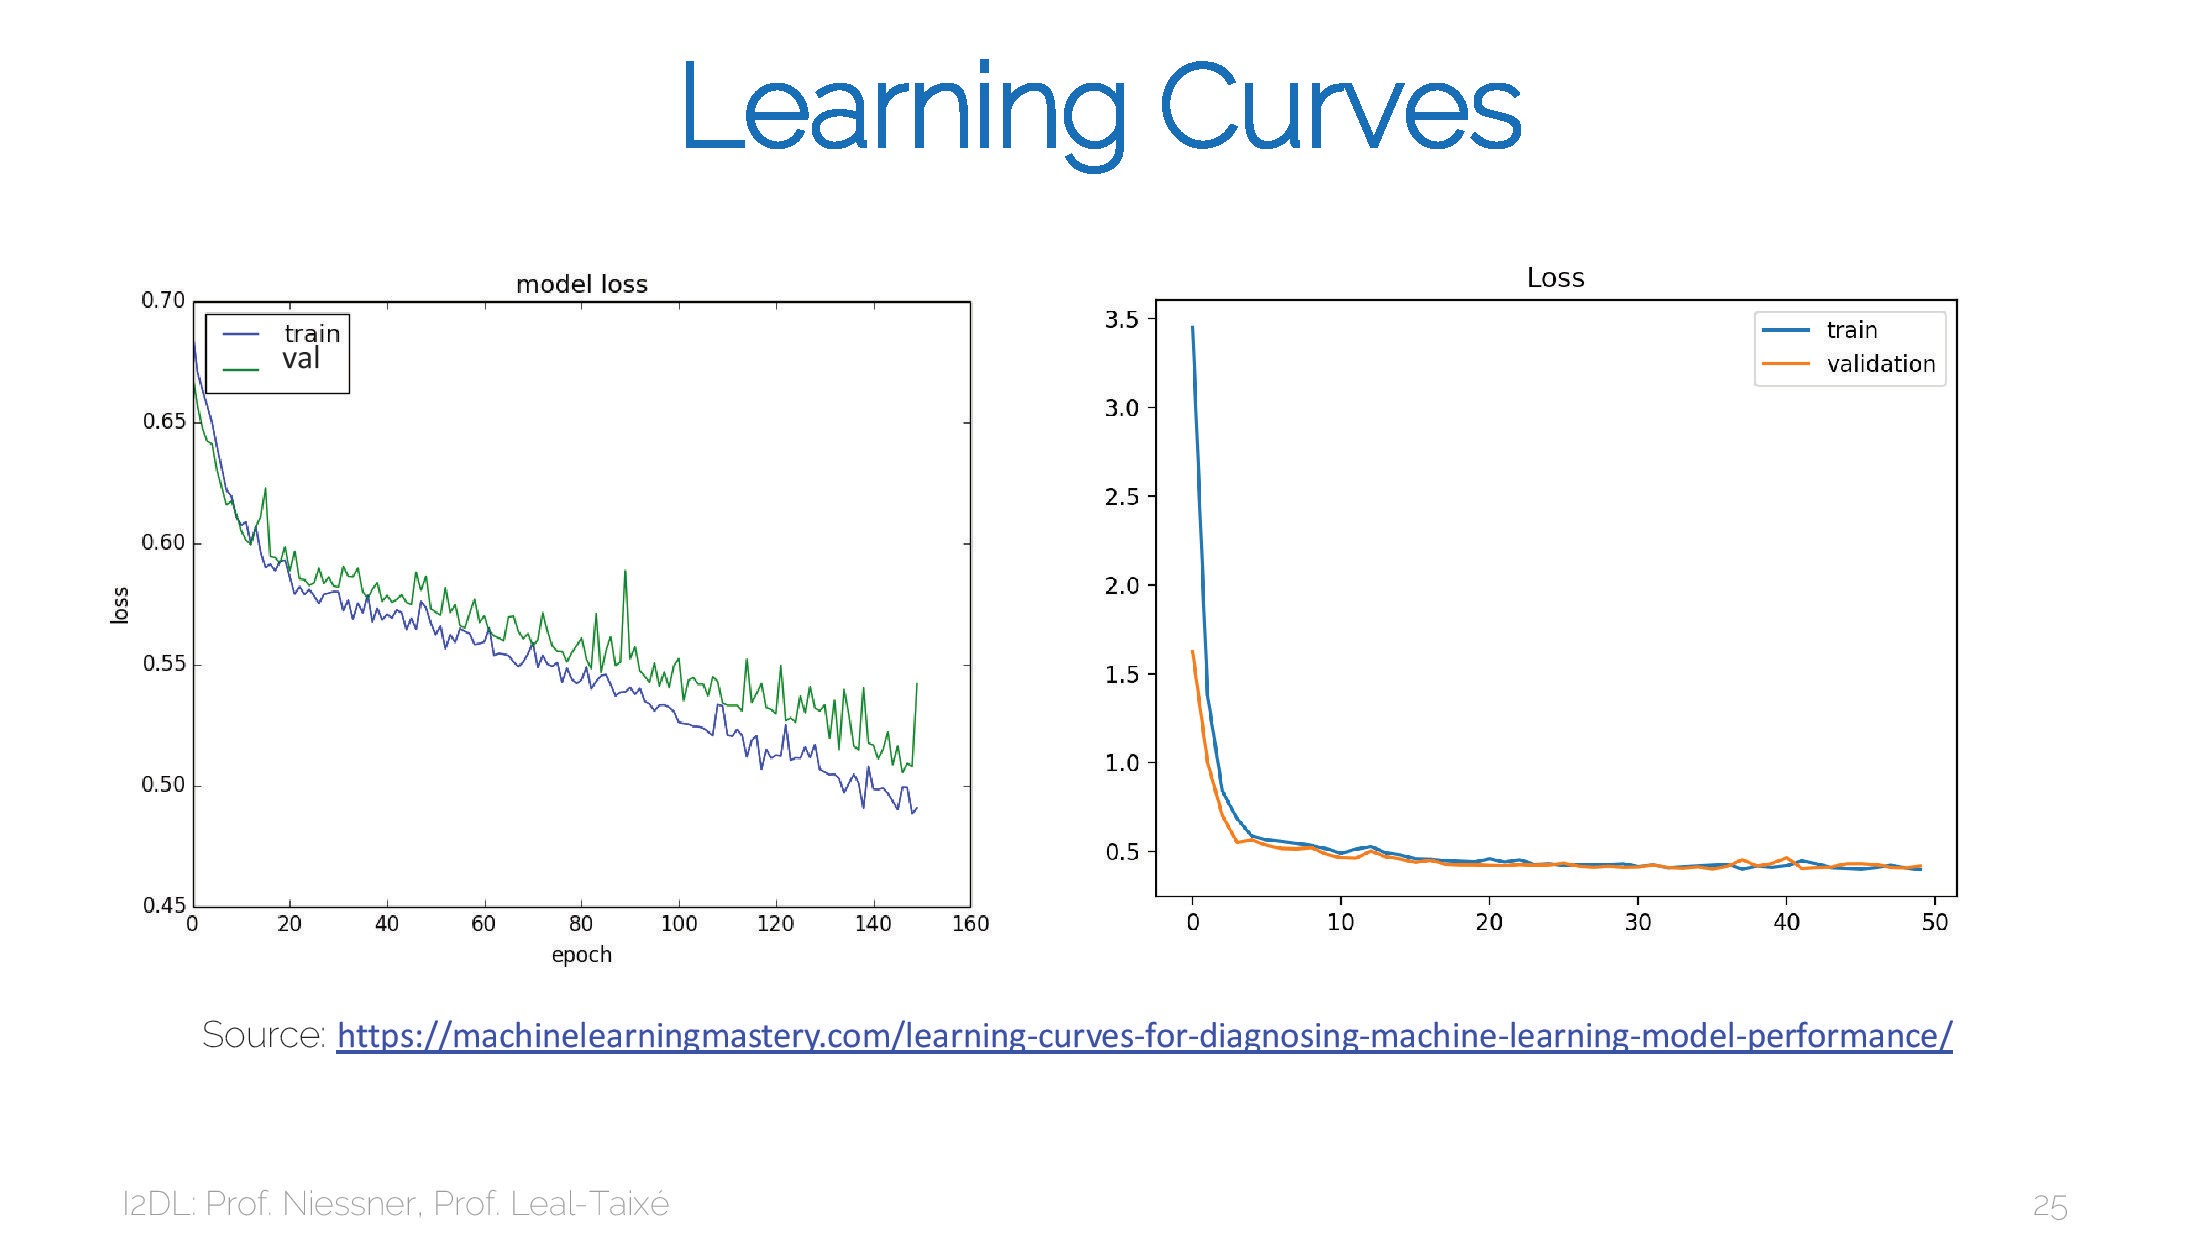 Learning Curves
model loss
0.70
0.65
0.60
0.55
0.50
0.45
train
val
loss
0 20 40 60 80 100 120 140 160
epoch
Loss
3.5
3.0
2.5
2.0
1.5
1.0
0.5
train
validation
0 10 20 30 40 50
Source: https://machinelearningmastery.com/learning-curves-for-diagnosing-machine-learning-model-performance/
I2DL: Prof. Niessner, Prof. Leal-Taixé
25